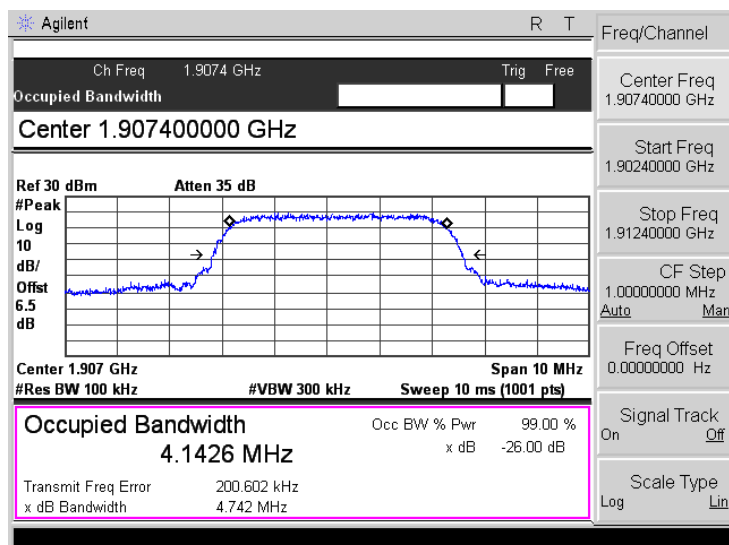 Agilent R T
Ch Freq 1.9074 GHz Trig Free
Occupied Bandwidth
Center 1.907400000 GHz
Ref 30 dBm Atten 35 dB
#Peak
Log
10
dB/
Offst
6.5
dB
Center 1.907 GHz Span 10 MHz
#Res BW 100 kHz #VBW 300 kHz Sweep 10 ms (1001 pts)
Occupied Bandwidth Occ BW % Pwr 99.00 %
4.1426 MHz x dB -26.00 dB
Transmit Freq Error 200.602 kHz
x dB Bandwidth 4.742 MHz
Freq/Channel
Center Freq
1.90740000 GHz
Start Freq
1.90240000 GHz
Stop Freq
1.91240000 GHz
CF Step
1.00000000 MHz
Auto Man
Freq Offset
0.00000000 Hz
Signal Track
On Off
Scale Type
Log Lin